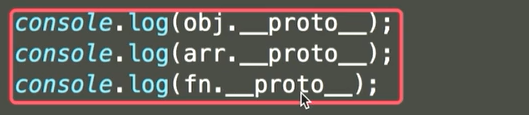 console.log(obj.__proto__);
console.log(arr.__proto__);
console.log(fn.__proto__);